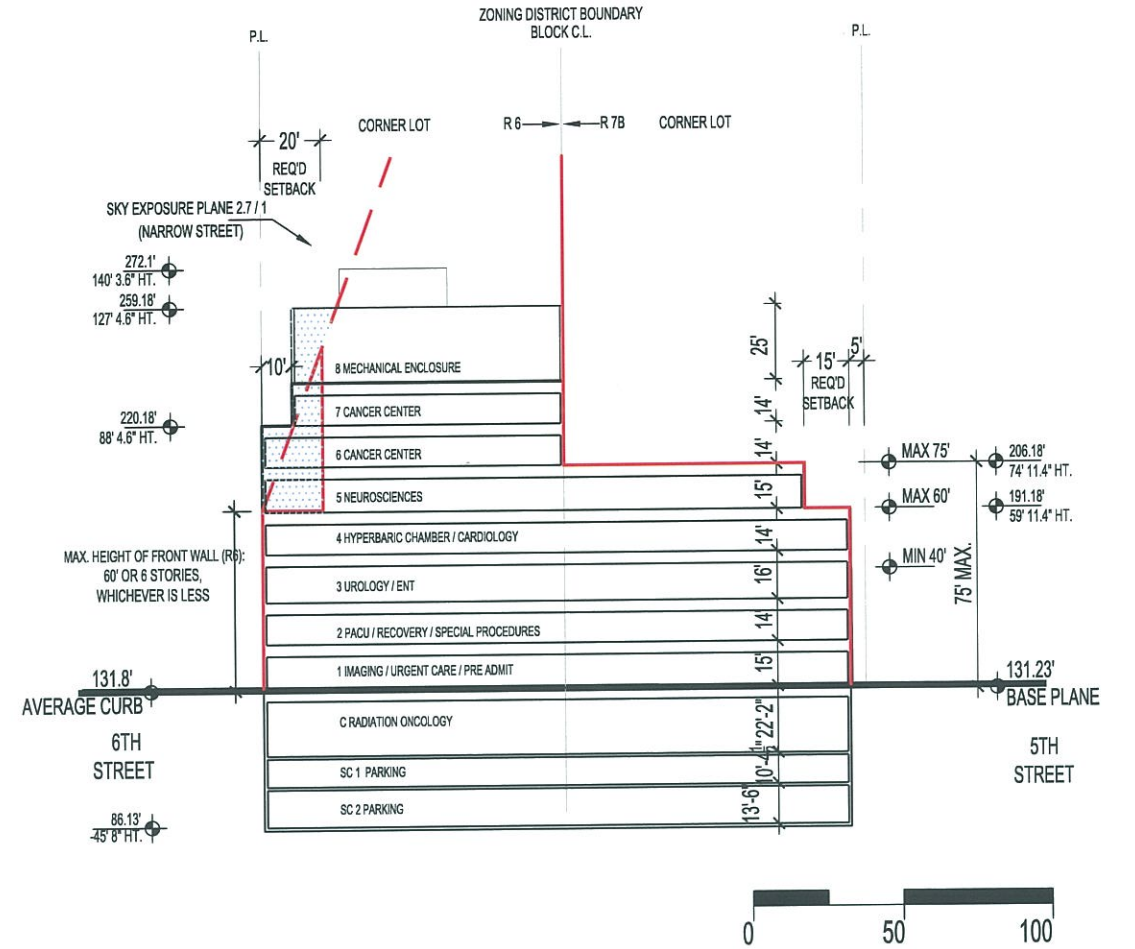 ZONING DISTRICT BOUNDARY
BLOCK C.L.
P.L.
P.L.
20'
CORNER LOT
R 6
R 7B
CORNER LOT
REQ'D
SETBACK
SKY EXPOSURE PLANE 2.7 / 1
(NARROW STREET)
272.1'
140' 3.6" HT.
259.18'
127' 4.6" HT.
10'
8 MECHANICAL ENCLOSURE
25'
15'
5'
REQ'D
SETBACK
220.18'
88' 4.6" HT.
7 CANCER CENTER
14'
6 CANCER CENTER
14'
MAX 75'
206.18'
74' 11.4" HT.
5 NEUROSCIENCES
15'
MAX 60'
191.18'
59' 11.4" HT.
4 HYPERBARIC CHAMBER / CARDIOLOGY
14'
MAX. HEIGHT OF FRONT WALL (R6):
60' OR 6 STORIES,
WHICHEVER IS LESS
MIN 40'
75' MAX.
3 UROLOGY / ENT
16'
2 PACU / RECOVERY / SPECIAL PROCEDURES
14'
1 IMAGING / URGENT CARE / PRE ADMIT
15'
131.8'
AVERAGE CURB
131.23'
BASE PLANE
C RADIATION ONCOLOGY
22'-2"
6TH
STREET
5TH
STREET
SC 1 PARKING
SC 2 PARKING
13'-6"
86.13'
-45' 8" HT.
0
50
100